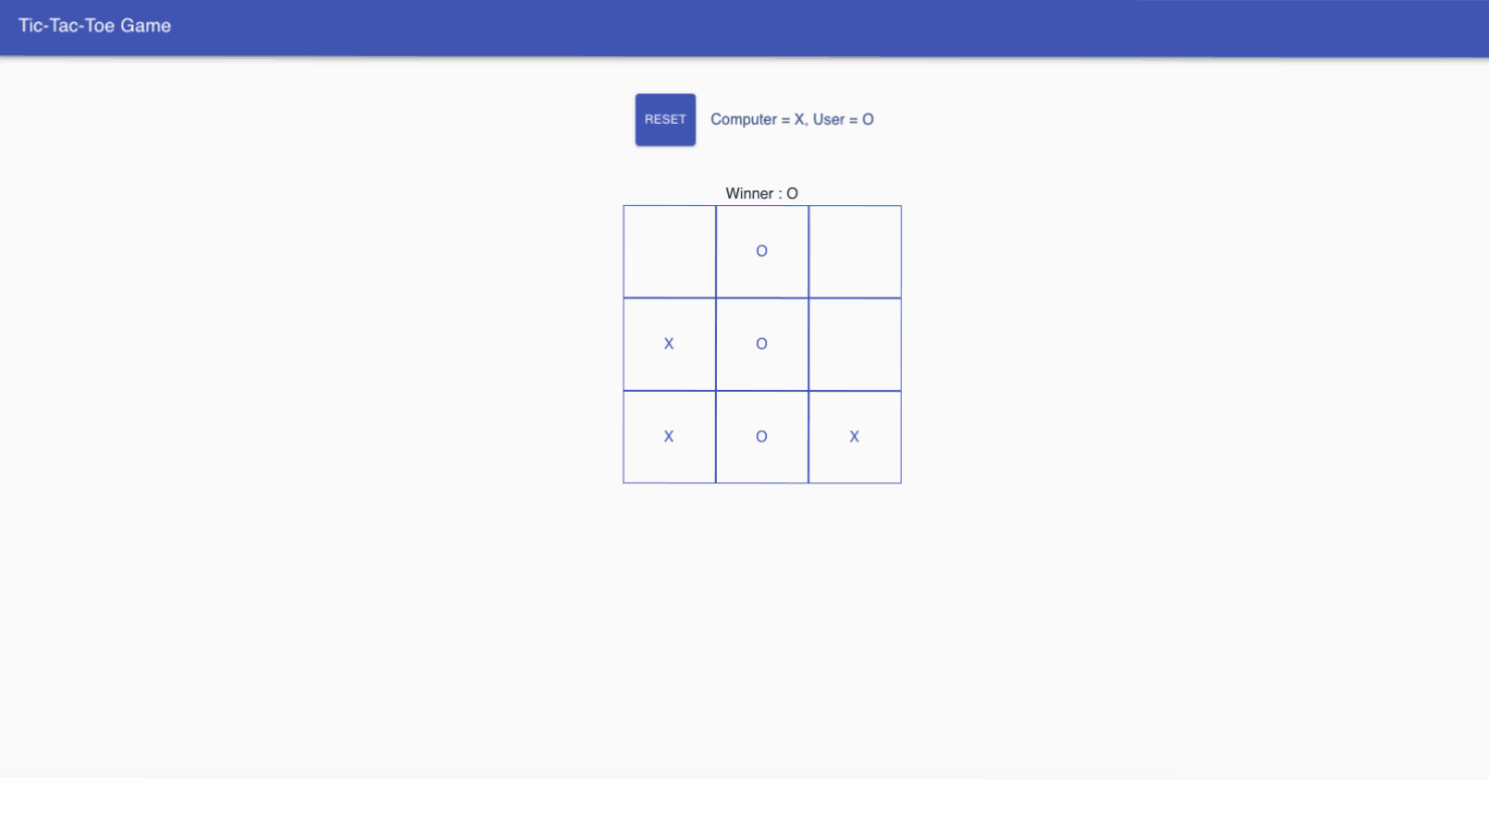 Tic-Tac-Toe Game
RESET Computer = X, User = O
Winner : O
O
X O
X O X